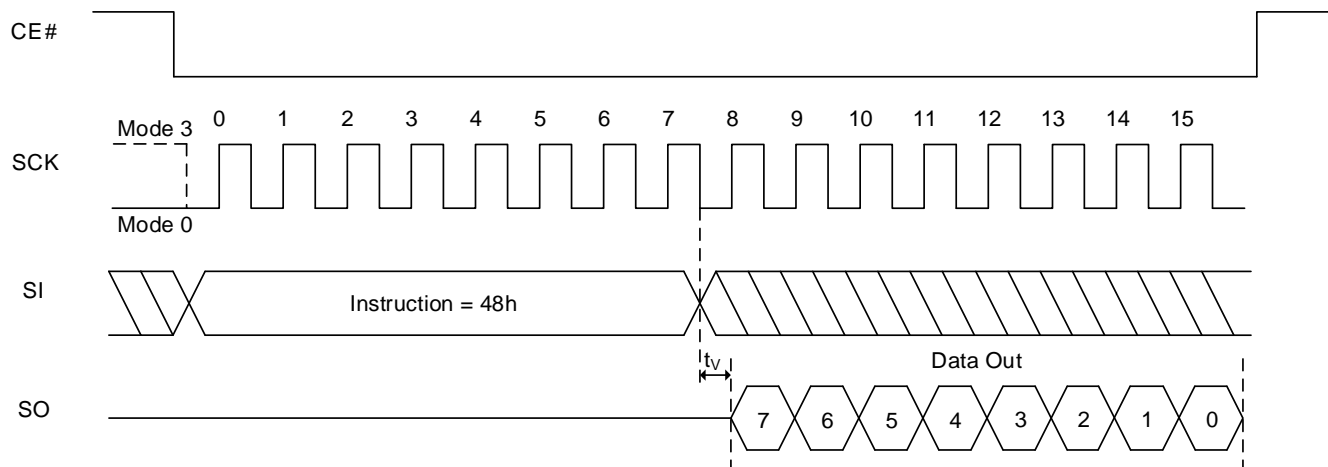 CE#
Mode 3
0 1 2 3 4 5 6 7 8 9 10 11 12 13 14 15
SCK
Mode 0
SI
Instruction = 48h
tV
Data Out
SO
7 6 5 4 3 2 1 0